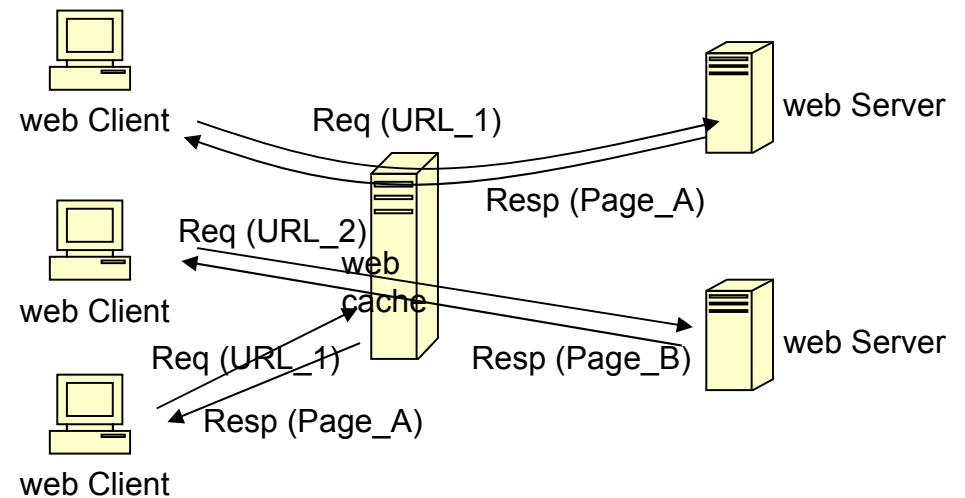 web Client
Req (URL_1)
web Server
Resp (Page_A)
Req (URL_2)
web
cache
web Client
Req (URL_1)
Resp (Page_B)
web Server
Resp (Page_A)
web Client